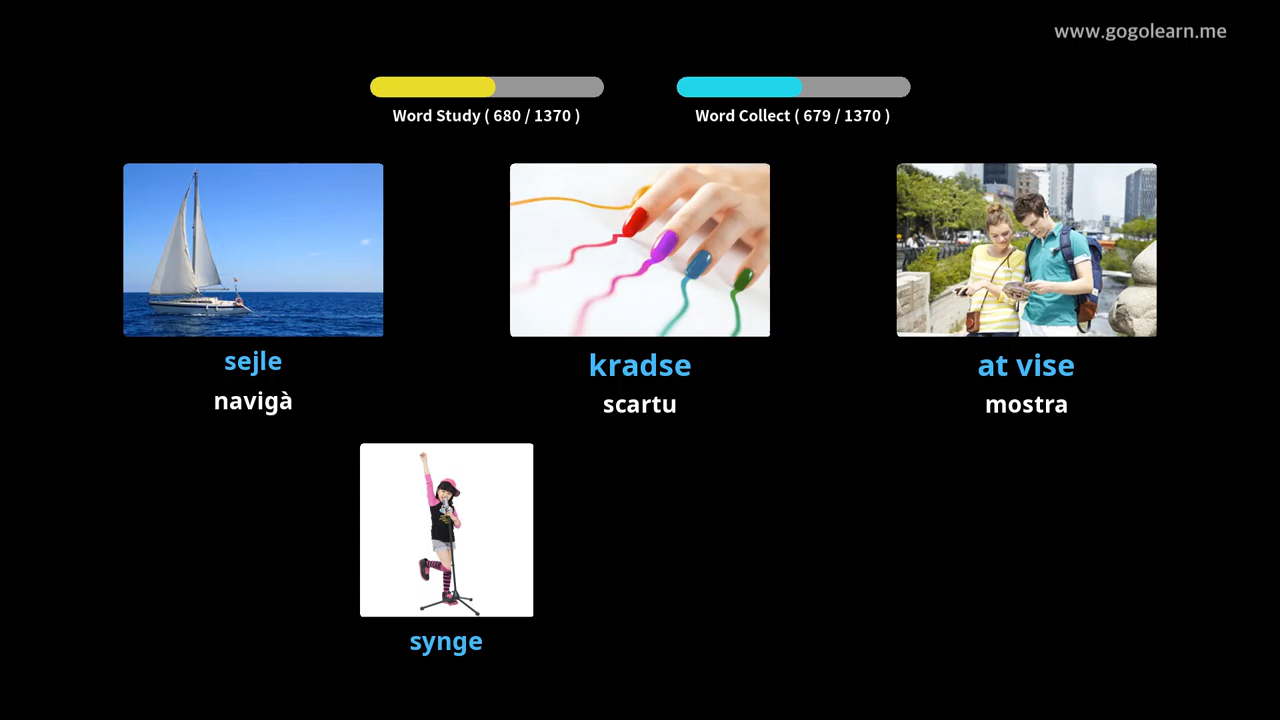 www.gogolearn.me
Word Study ( 680 / 1370 )
Word Collect ( 679 / 1370 )
sejle
navigà
kradse
scartu
at vise
mostra
synge